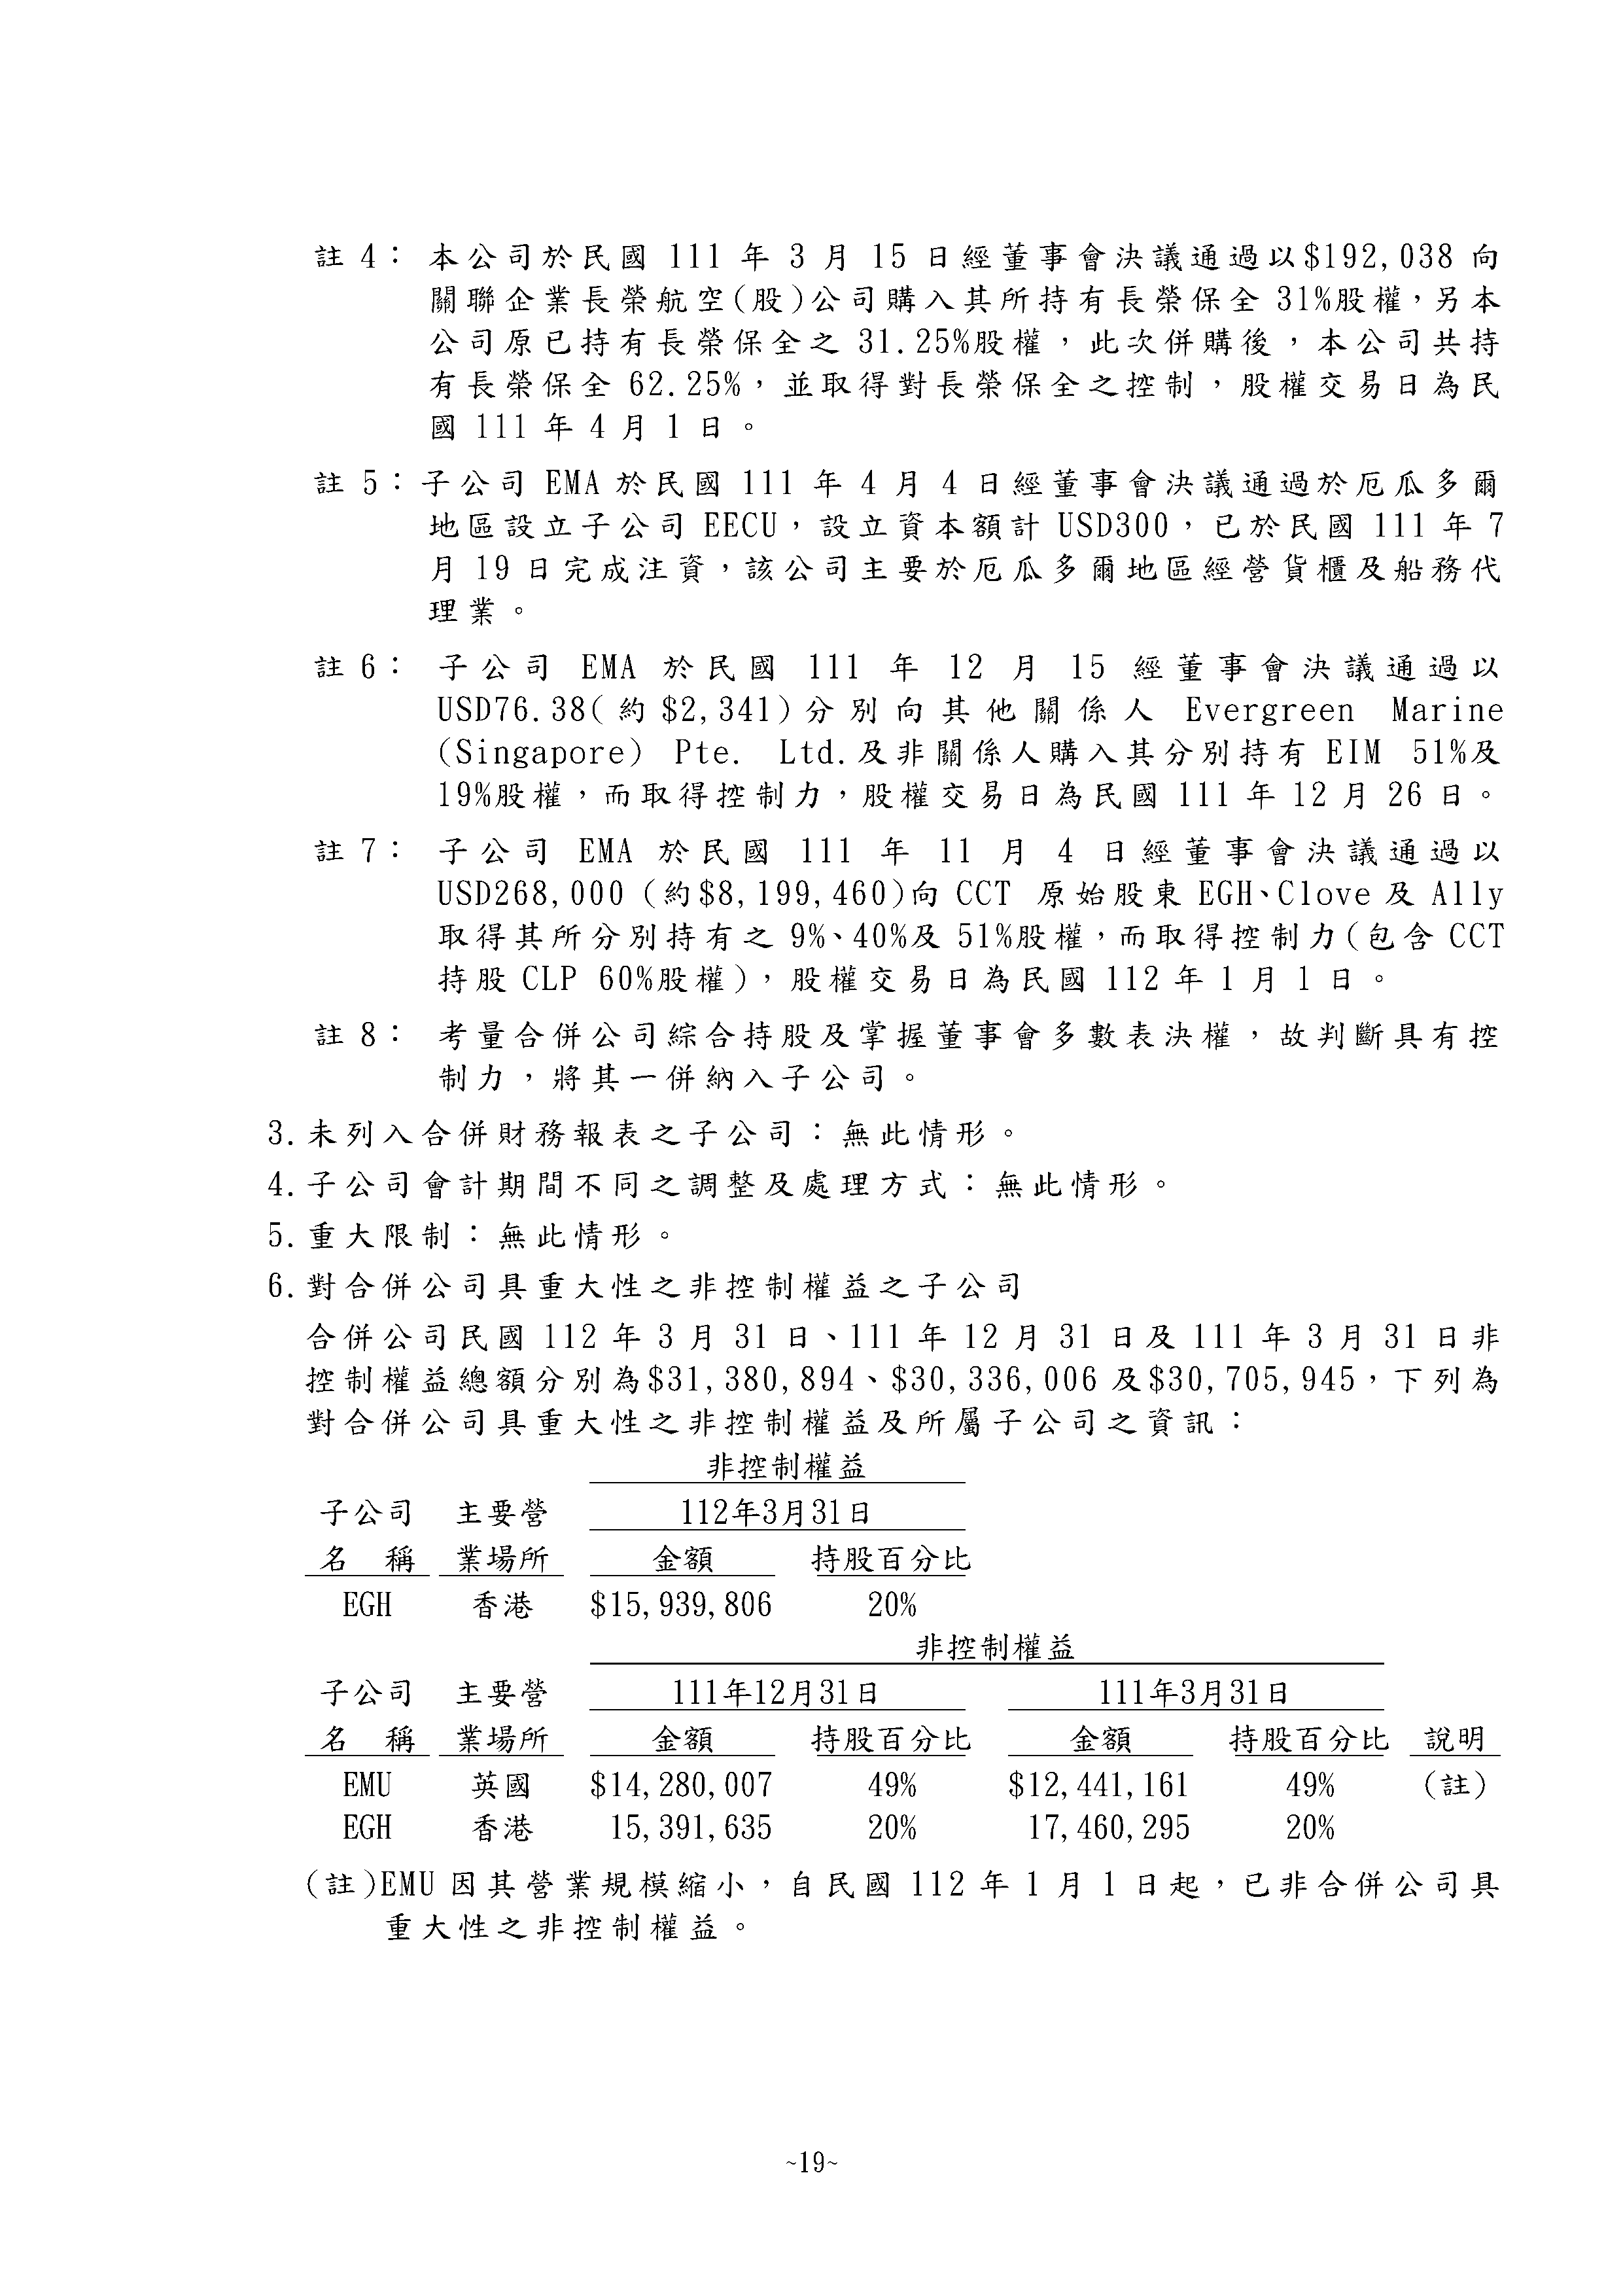 註 4： 本公司於民國 111 年 3 月 15 日經董事會決議通過以$192,038 向
關聯企業長榮航空(股)公司購入其所持有長榮保全 31%股權，另本
公司原已持有長榮保全之 31.25%股權，此次併購後，本公司共持
有長榮保全 62.25%，並取得對長榮保全之控制，股權交易日為民
國 111 年 4 月 1 日。
註 5：子公司 EMA 於民國 111 年 4 月 4 日經董事會決議通過於厄瓜多爾
地區設立子公司 EECU，設立資本額計 USD300，已於民國 111 年 7
月 19 日完成注資，該公司主要於厄瓜多爾地區經營貨櫃及船務代
理業。
註 6： 子公司 EMA 於民國 111 年 12 月 15 經董事會決議通過以
USD76.38(約 $2,341)分別向其他關係人 Evergreen Marine
(Singapore) Pte. Ltd.及非關係人購入其分別持有 EIM 51%及
19%股權，而取得控制力，股權交易日為民國 111 年 12 月 26 日。
註 7： 子公司 EMA 於民國 111 年 11 月 4 日經董事會決議通過以
USD268,000 (約$8,199,460)向 CCT 原始股東 EGH、Clove 及 Ally
取得其所分別持有之 9%、40%及 51%股權，而取得控制力(包含 CCT
持股 CLP 60%股權)，股權交易日為民國 112 年 1 月 1 日。
註 8： 考量合併公司綜合持股及掌握董事會多數表決權，故判斷具有控
制力，將其一併納入子公司。
3.未列入合併財務報表之子公司：無此情形。
4.子公司會計期間不同之調整及處理方式：無此情形。
5.重大限制：無此情形。
6.對合併公司具重大性之非控制權益之子公司
合併公司民國 112 年 3 月 31 日、111 年 12 月 31 日及 111 年 3 月 31 日非
控制權益總額分別為$31,380,894、$30,336,006 及$30,705,945，下列為
對合併公司具重大性之非控制權益及所屬子公司之資訊：
非控制權益
子公司 主要營 112年3月31日
名 稱 業場所 金額 持股百分比
EGH 香港 $15,939,806 20%
非控制權益
子公司 主要營 111年12月31日 111年3月31日
名 稱 業場所 金額 持股百分比 金額 持股百分比 說明
EMU 英國 $14,280,007 49% $12,441,161 49% (註)
EGH 香港 15,391,635 20% 17,460,295 20%
(註)EMU 因其營業規模縮小，自民國 112 年 1 月 1 日起，已非合併公司具
重大性之非控制權益。
~19~